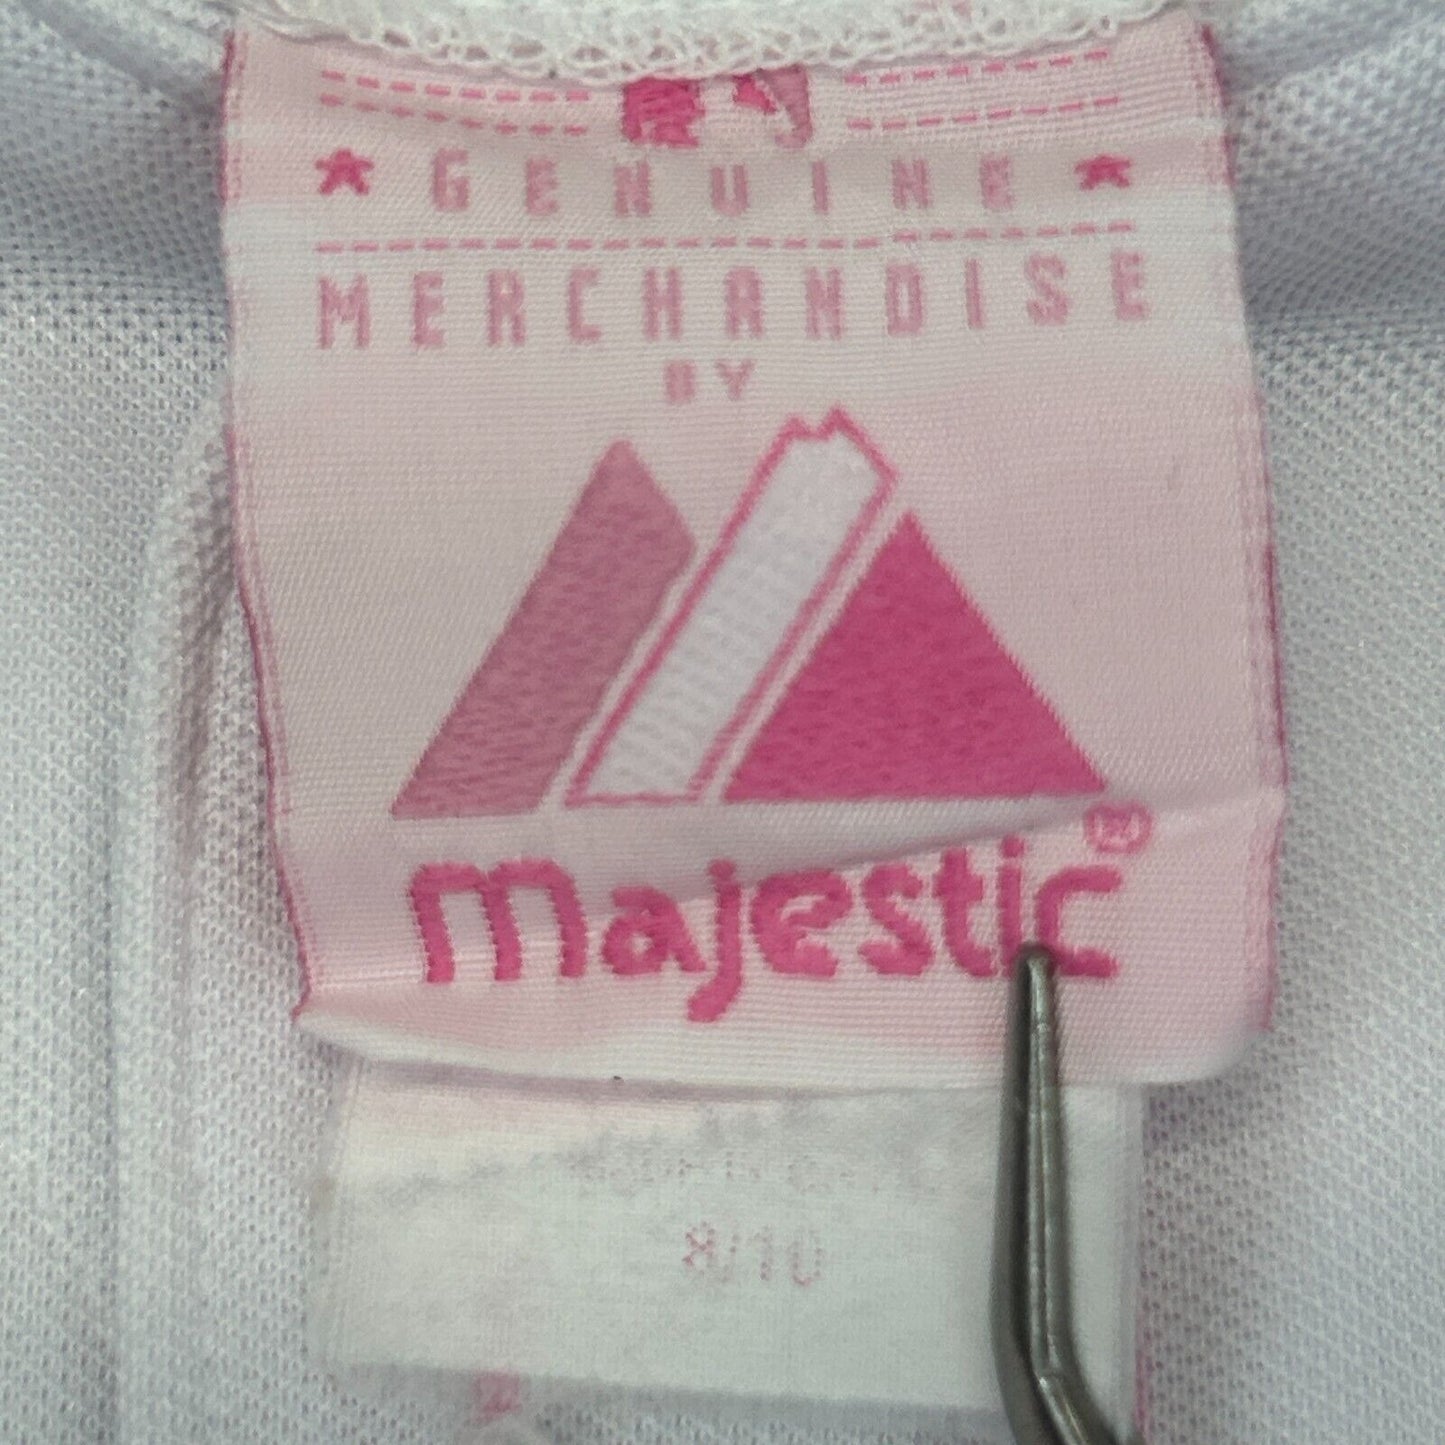 GENUINE
MERCHANDISE
BY
®
majestic
8/10